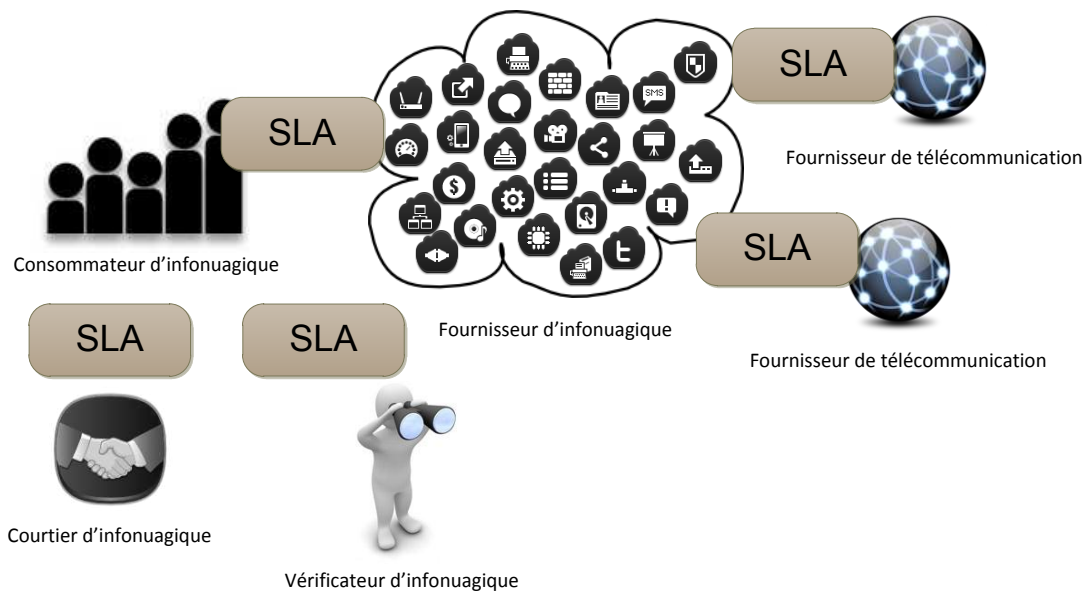 SLA
SLA
Fournisseur de télécommunication
SMS
Consommateur d'infonuagique
SLA
Fournisseur d'infonuagique
Fournisseur de télécommunication
SLA
SLA
Courtier d'infonuagique
Vérificateur d'infonuagique